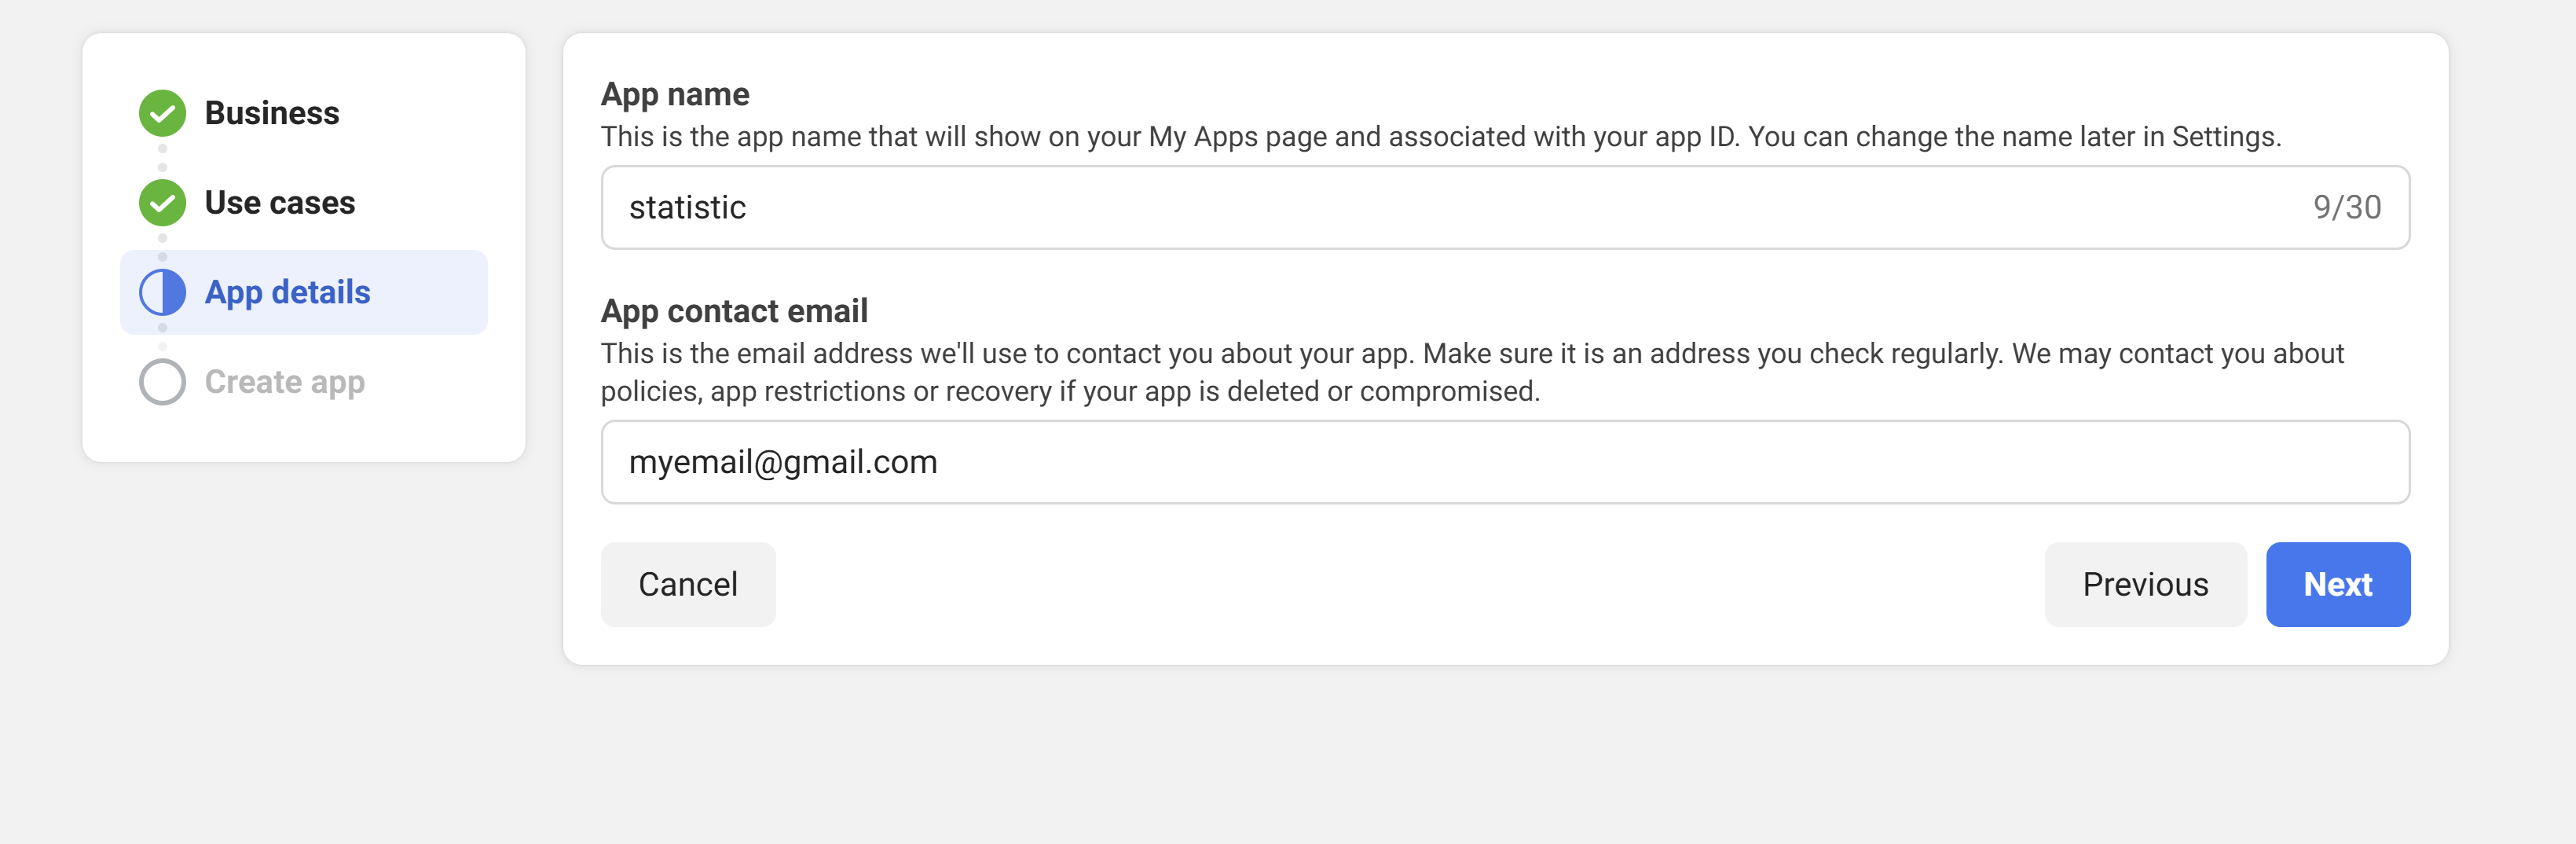 Business
Use cases
App details
Create app
App name
This is the app name that will show on your My Apps page and associated with your app ID. You can change the name later in Settings.
statistic
9/30
App contact email
This is the email address we'll use to contact you about your app. Make sure it is an address you check regularly. We may contact you about
policies, app restrictions or recovery if your app is deleted or compromised.
myemail@gmail.com
Cancel
Previous
Next